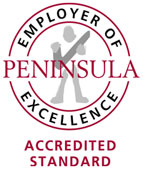 EMPLOYER OF
PENINSULA
EXCELLENCE
ACCREDITED
STANDARD